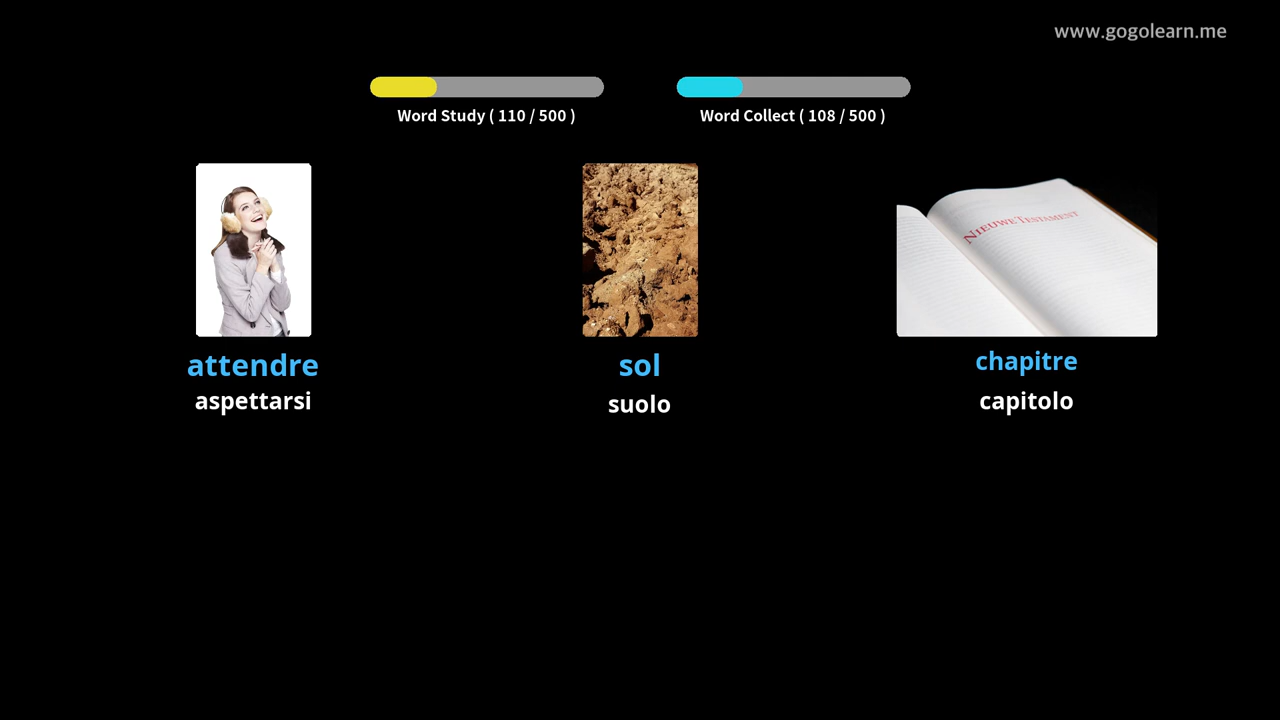 www.gogolearn.me
Word Study ( 110 / 500 )
Word Collect ( 108 / 500 )
NIEUWE TESTAMENT
attendre
sol
chapitre
aspettarsi
suolo
capitolo